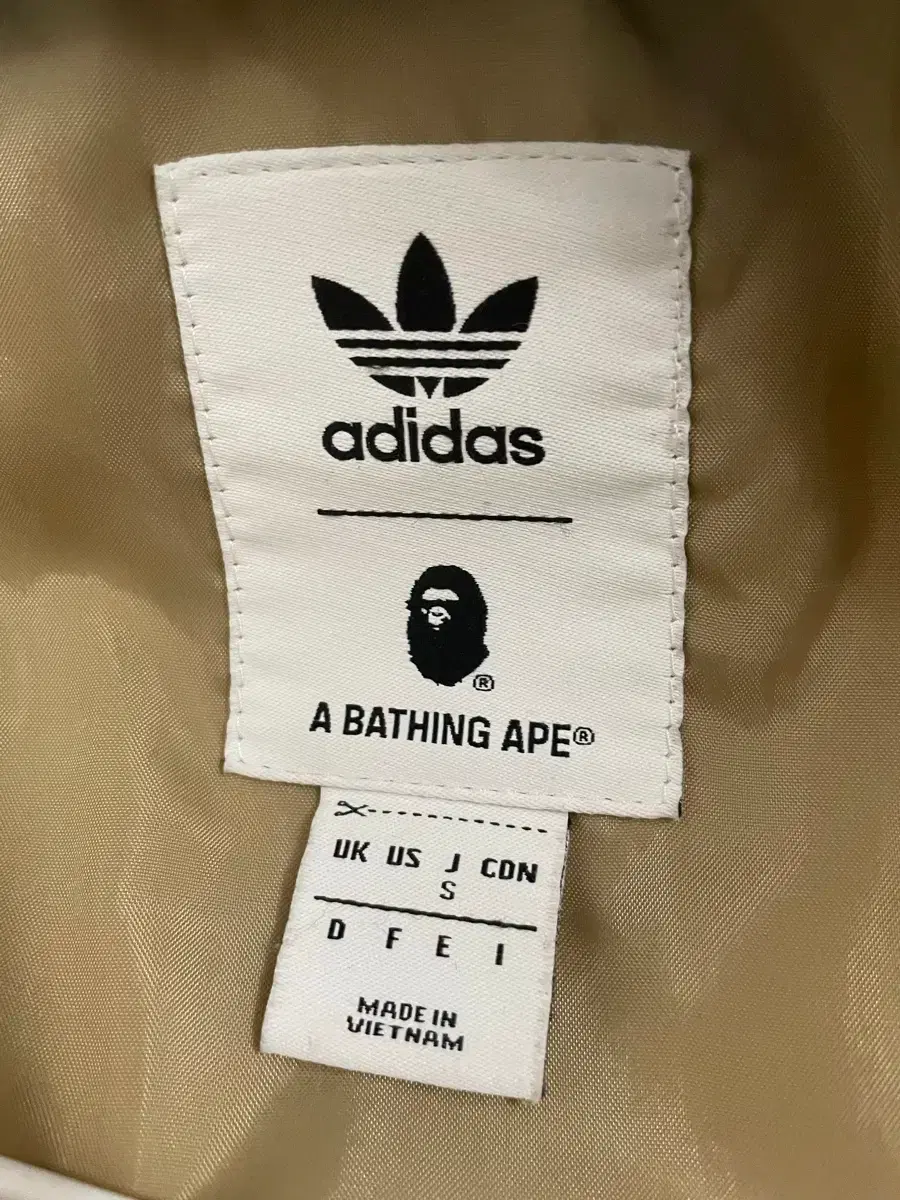 adidas
®
A BATHING APE®
UK US J CDN
S
D F E I
MADE IN
VIETNAM